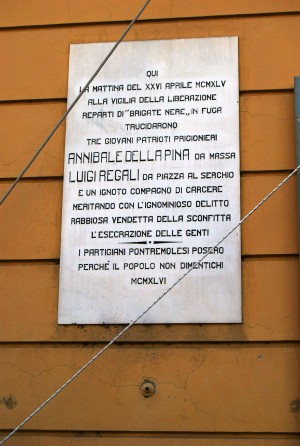 QUI
LA MATTINA DEL XXVI APRILE MCMXLV
ALLA VIGILIA DELLA LIBERAZIONE
REPARTI DI "BRIGATE NERE,, IN FUGA
TRUCIDARONO
TRE GIOVANI PATRIOTI PRIGIONIERI
ANNIBALE DELLA PINA DA MASSA
LUIGI REGALI DA PIAZZA AL SERCHIO
E UN IGNOTO COMPAGNO DI CARCERE
MERITANDO CON L'IGNOMINIOSO DELITTO
RABBIOSA VENDETTA DELLA SCONFITTA
L'ESECRAZIONE DELLE GENTI
I PARTIGIANI PONTREMOLESI POSERO
PERCHÉ IL POPOLO NON DIMENTICHI
MCMXLVI